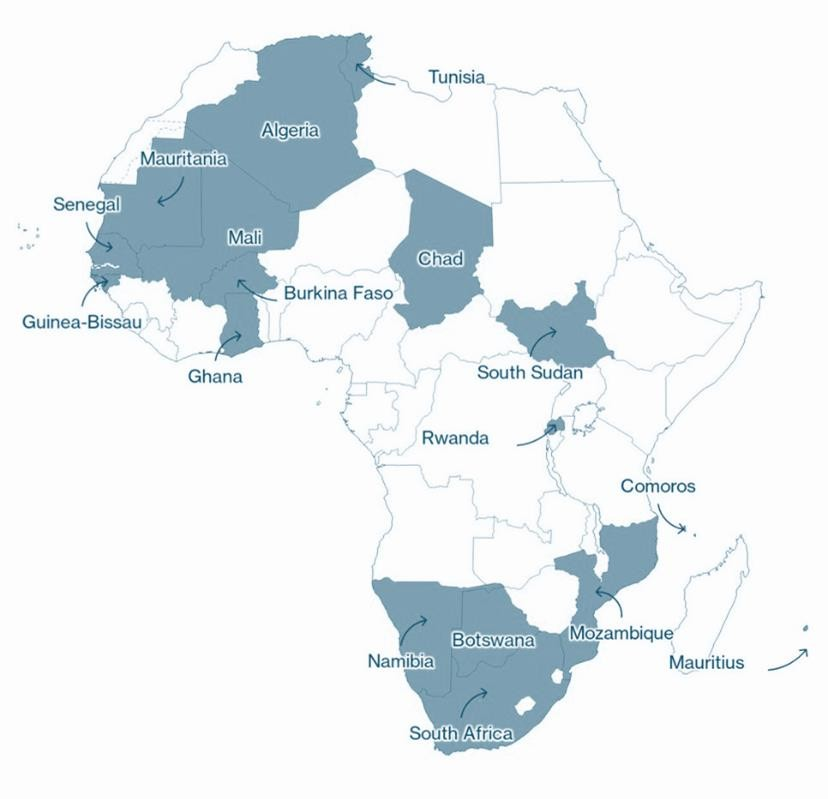 Tunisia
Algeria
Mauritania
Senegal
Mali
Chad
Burkina Faso
Guinea-Bissau
Ghana
South Sudan
Rwanda
Comoros
Mozambique
Botswana
Namibia
Mauritius
South Africa